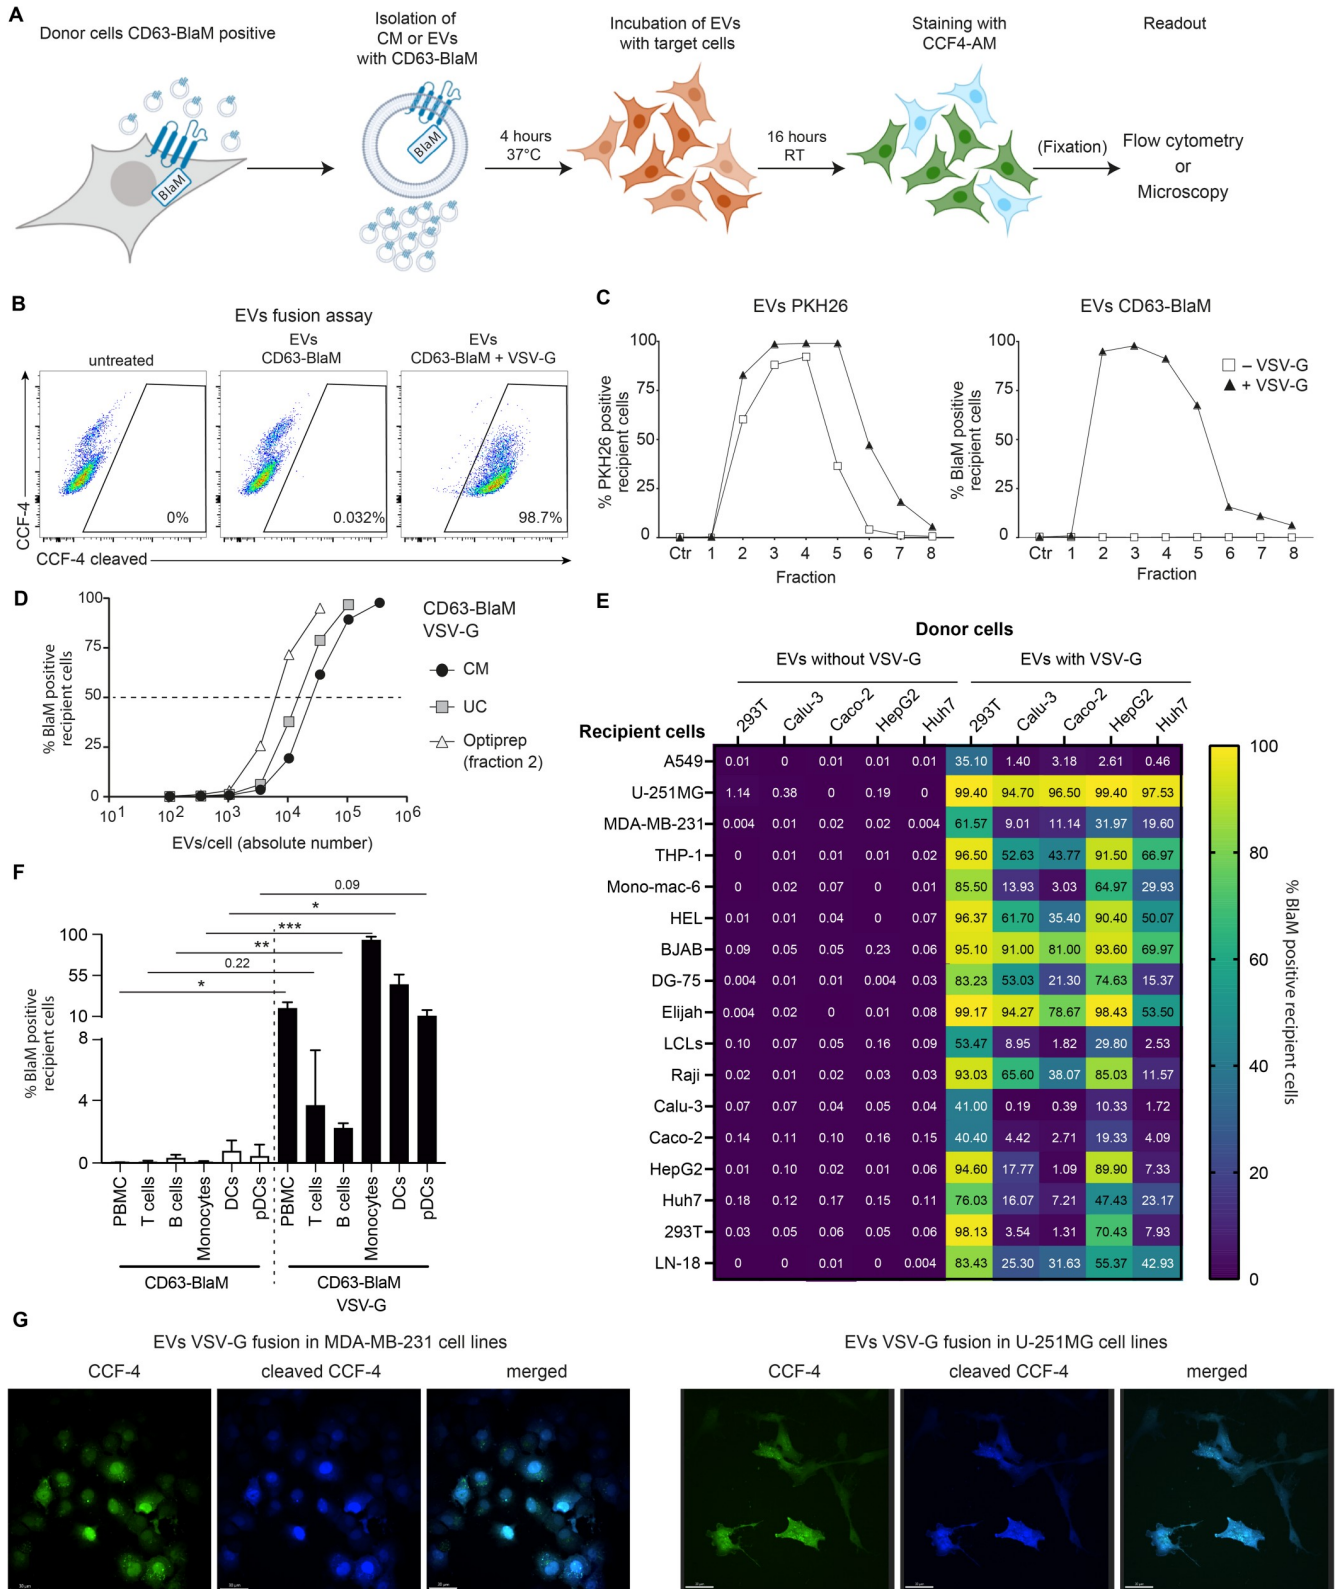 A
Donor cells CD63-BlaM positive
Isolation of
CM or EVs
with CD63-BlaM
Incubation of EVs
with target cells
Staining with
CCF4-AM
Readout
BlaM
BlaM
4 hours
37°C
16 hours
RT
(Fixation)
Flow cytometry
or
Microscopy
B
EVs fusion assay
untreated
EVs
CD63-BlaM
EVs
CD63-BlaM + VSV-G
0%
0.032%
98.7%
CCF-4
CCF-4 cleaved
C
EVs PKH26
% PKH26 positive
recipient cells
100
75
50
25
0
Ctr 1 2 3 4 5 6 7 8
Fraction
EVs CD63-BlaM
% BlaM positive
recipient cells
100
75
50
25
0
Ctr 1 2 3 4 5 6 7 8
Fraction
– VSV-G
+ VSV-G
D
% BlaM positive
recipient cells
100
75
50
25
0
10¹ 10² 10³ 10⁴ 10⁵ 10⁶
EVs/cell (absolute number)
CD63-BlaM
VSV-G
CM
UC
Optiprep
(fraction 2)
E
Donor cells
EVs without VSV-G EVs with VSV-G
Recipient cells
293T Calu-3 Caco-2 HepG2 Huh7 293T Calu-3 Caco-2 HepG2 Huh7
A549 0.01 0 0.01 0.01 0.01 35.10 1.40 3.18 2.61 0.46
U-251MG 1.14 0.38 0 0.19 0 99.40 94.70 96.50 99.40 97.53
MDA-MB-231 0.004 0.01 0.02 0.02 0.004 61.57 9.01 11.14 31.97 19.60
THP-1 0 0.01 0.01 0.01 0.02 96.50 52.63 43.77 91.50 66.97
Mono-mac-6 0 0.02 0.07 0 0.01 85.50 13.93 3.03 64.97 29.93
HEL 0.01 0.01 0.04 0 0.07 96.37 61.70 35.40 90.40 50.07
BJAB 0.09 0.05 0.05 0.23 0.06 95.10 91.00 81.00 93.60 69.97
DG-75 0.004 0.01 0.01 0.004 0.03 83.23 53.03 21.30 74.63 15.37
Elijah 0.004 0.02 0 0.01 0.08 99.17 94.27 78.67 98.43 53.50
LCLs 0.10 0.07 0.05 0.16 0.09 53.47 8.95 1.82 29.80 2.53
Raji 0.02 0.01 0.02 0.03 0.03 93.03 65.60 38.07 85.03 11.57
Calu-3 0.07 0.07 0.04 0.05 0.04 41.00 0.19 0.39 10.33 1.72
Caco-2 0.14 0.11 0.10 0.16 0.15 40.40 4.42 2.71 19.33 4.09
HepG2 0.01 0.10 0.02 0.01 0.06 94.60 17.77 1.09 89.90 7.33
Huh7 0.18 0.12 0.17 0.15 0.11 76.03 16.07 7.21 47.43 23.17
293T 0.03 0.05 0.06 0.05 0.06 98.13 3.54 1.31 70.43 7.93
LN-18 0 0 0.01 0 0.004 83.43 25.30 31.63 55.37 42.93
100
80
60
40
20
0
% BlaM positive recipient cells
F
% BlaM positive
recipient cells
100
55
10
8
4
0
0.09
*
***
**
0.22
*
PBMC T cells B cells Monocytes DCs pDCs PBMC T cells B cells Monocytes DCs pDCs
CD63-BlaM
CD63-BlaM
VSV-G
G
EVs VSV-G fusion in MDA-MB-231 cell lines
CCF-4 cleaved CCF-4 merged
EVs VSV-G fusion in U-251MG cell lines
CCF-4 cleaved CCF-4 merged